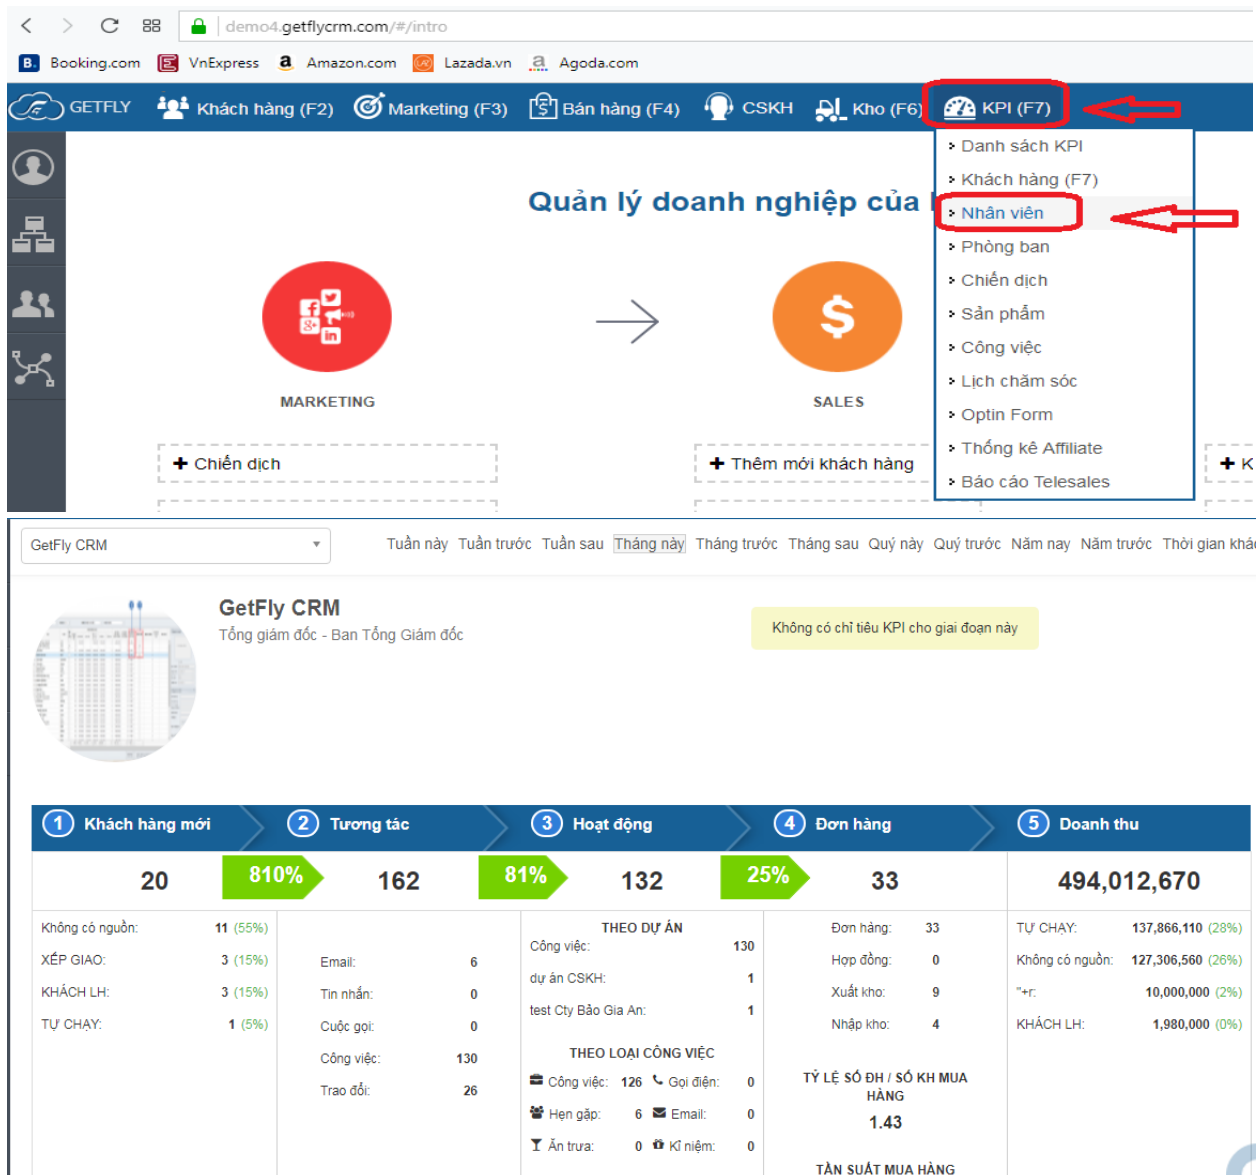 demo4.getflycrm.com/#/intro
Booking.com VnExpress Amazon.com Lazada.vn Agoda.com
GETFLY Khách hàng (F2) Marketing (F3) Bán hàng (F4) CSKH Kho (F6) KPI (F7)
Danh sách KPI
Khách hàng (F7)
Quản lý doanh nghiệp của
Nhân viên
Phòng ban
Chiến dịch
Sản phẩm
Công việc
Lịch chăm sóc
Optin Form
Thống kê Affiliate
Báo cáo Telesales
MARKETING
SALES
+ Chiến dịch
+ Thêm mới khách hàng
+ K
GetFly CRM
Tuần này Tuần trước Tuần sau Tháng này Tháng trước Tháng sau Quý này Quý trước Năm nay Năm trước Thời gian khá
GetFly CRM
Tổng giám đốc - Ban Tổng Giám đốc
Không có chỉ tiêu KPI cho giai đoạn này
1 Khách hàng mới 2 Tương tác 3 Hoạt động 4 Đơn hàng 5 Doanh thu
20 810% 162 81% 132 25% 33 494,012,670
Không có nguồn: 11 (55%)
XẾP GIAO: 3 (15%)
KHÁCH LH: 3 (15%)
TỰ CHẠY: 1 (5%)
Email: 6
Tin nhắn: 0
Cuộc gọi: 0
Công việc: 130
Trao đổi: 26
THEO DỰ ÁN
Công việc: 130
dự án CSKH: 1
test Cty Bảo Gia An: 1
THEO LOẠI CÔNG VIỆC
Công việc: 126 Gọi điện: 0
Hẹn gặp: 6 Email: 0
Ăn trưa: 0 Kỉ niệm: 0
Đơn hàng: 33
Hợp đồng: 0
Xuất kho: 9
Nhập kho: 4
TỶ LỆ SỐ ĐH / SỐ KH MUA
HÀNG
1.43
TẦN SUẤT MUA HÀNG
TỰ CHẠY: 137,866,110 (28%)
Không có nguồn: 127,306,560 (26%)
"+r: 10,000,000 (2%)
KHÁCH LH: 1,980,000 (0%)